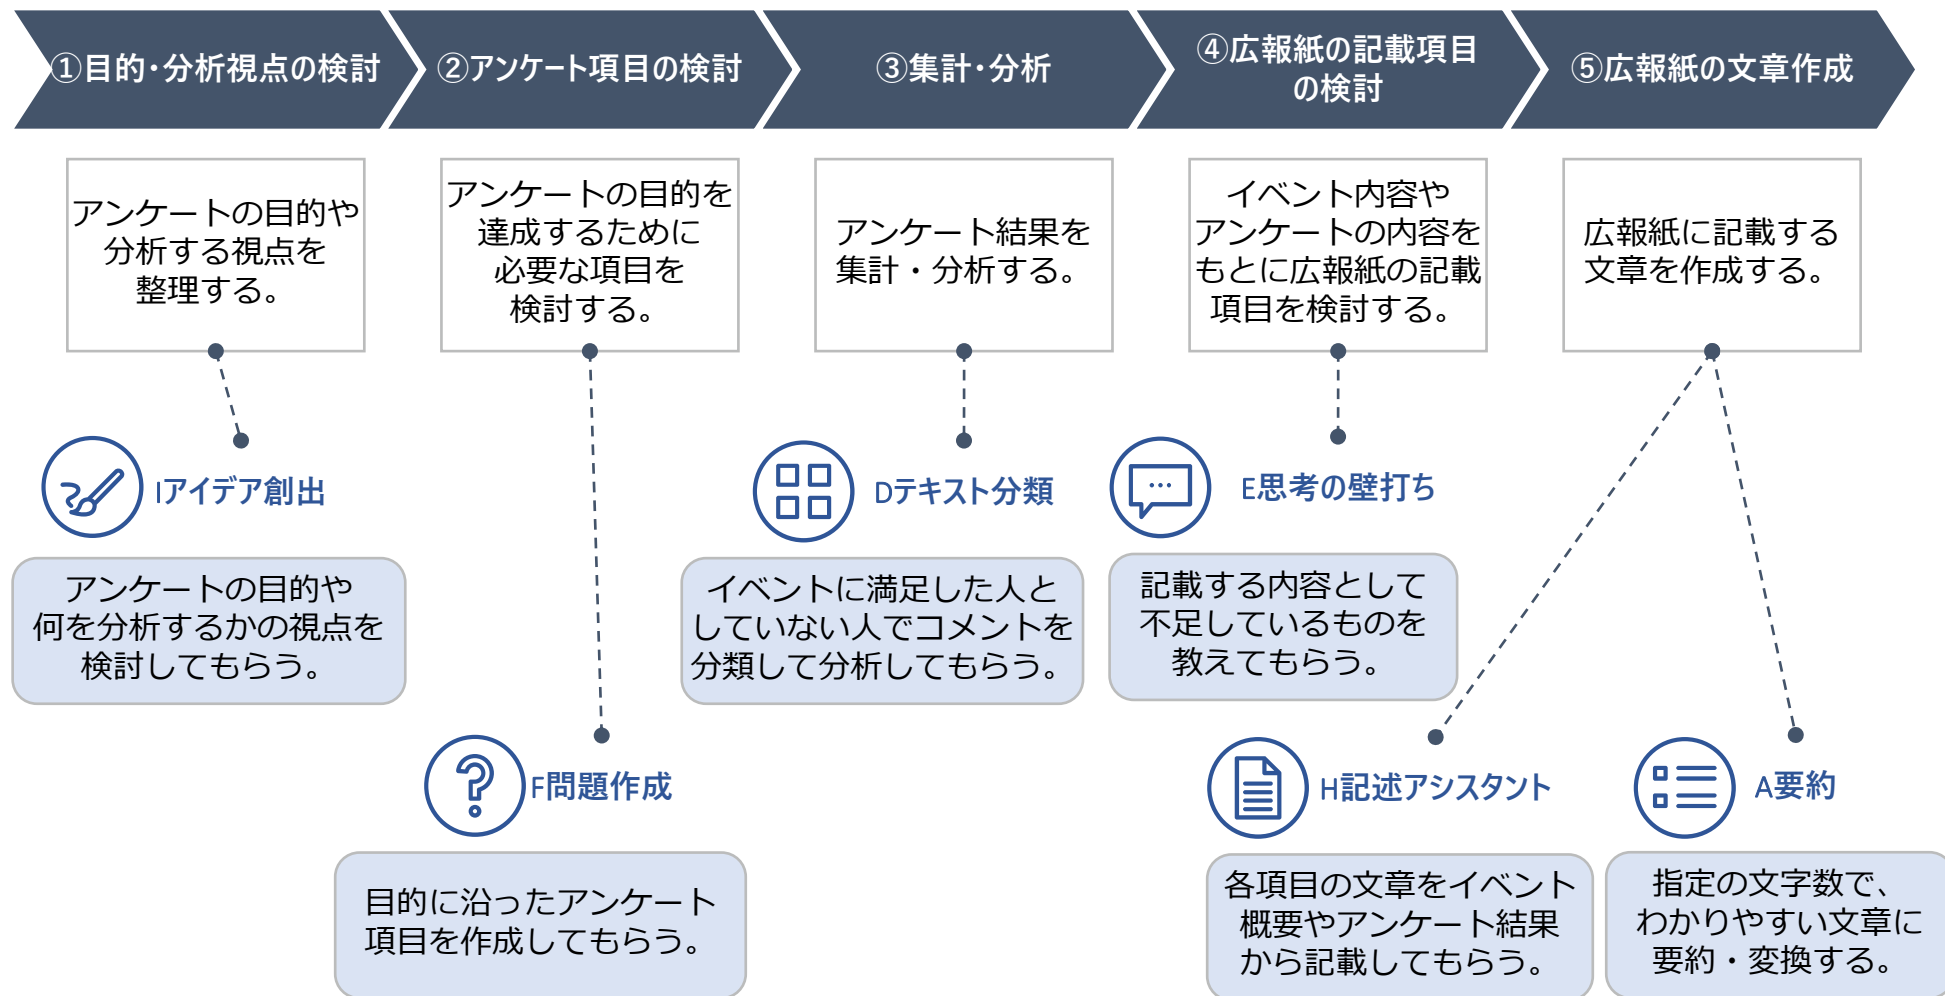 ①目的・分析視点の検討
②アンケート項目の検討
③集計・分析
④広報紙の記載項目
の検討
⑤広報紙の文章作成
アンケートの目的や
分析する視点を
整理する。
アンケートの目的を
達成するために
必要な項目を
検討する。
アンケート結果を
集計・分析する。
イベント内容や
アンケートの内容を
もとに広報紙の記載
項目を検討する。
広報紙に記載する
文章を作成する。
Iアイデア創出
アンケートの目的や
何を分析するかの視点を
検討してもらう。
F問題作成
目的に沿ったアンケート
項目を作成してもらう。
Dテキスト分類
イベントに満足した人と
していない人でコメントを
分類して分析してもらう。
E思考の壁打ち
記載する内容として
不足しているものを
教えてもらう。
H記述アシスタント
各項目の文章をイベント
概要やアンケート結果
から記載してもらう。
A要約
指定の文字数で、
わかりやすい文章に
要約・変換する。